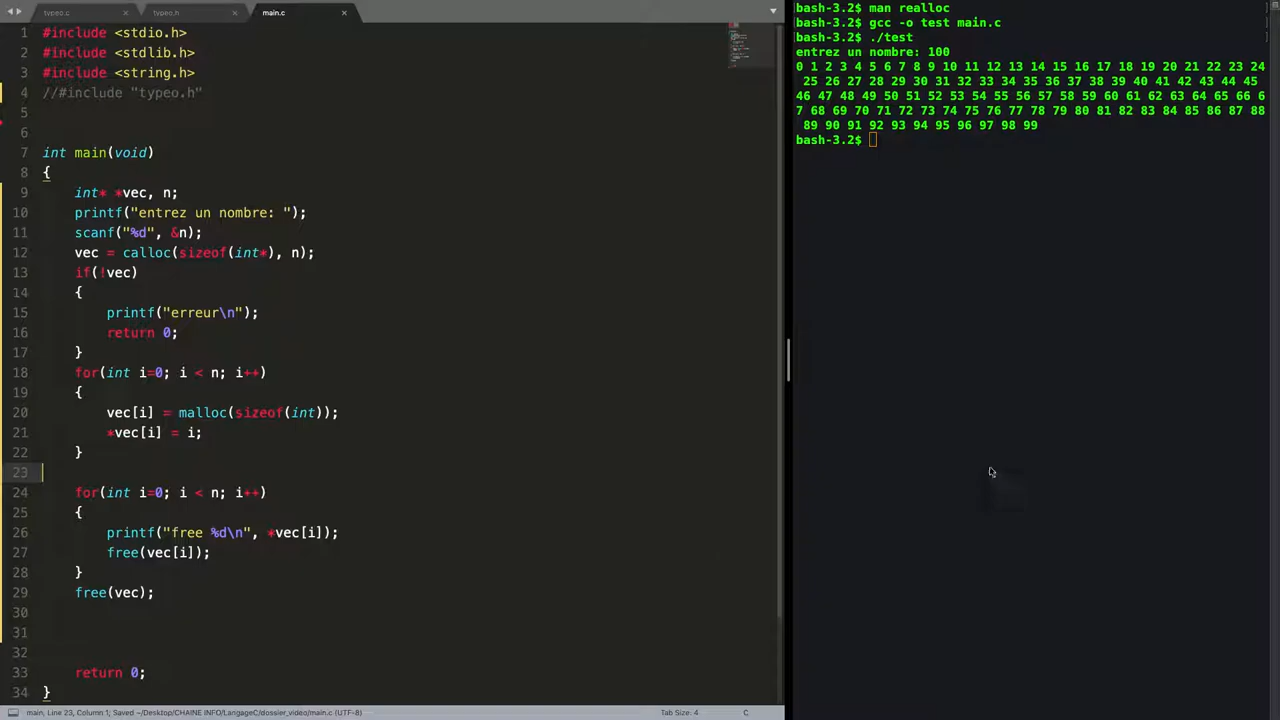 typeo.c × typeo.h × main.c ×
1 #include <stdio.h>
2 #include <stdlib.h>
3 #include <string.h>
4 //#include "typeo.h"
5
6
7 int main(void)
8 {
9 int* *vec, n;
10 printf("entrez un nombre: ");
11 scanf("%d", &n);
12 vec = calloc(sizeof(int*), n);
13 if(!vec)
14 {
15 printf("erreur\n");
16 return 0;
17 }
18 for(int i=0; i < n; i++)
19 {
20 vec[i] = malloc(sizeof(int));
21 *vec[i] = i;
22 }
23
24 for(int i=0; i < n; i++)
25 {
26 printf("free %d\n", *vec[i]);
27 free(vec[i]);
28 }
29 free(vec);
30
31
32
33 return 0;
34 }
main, Line 23, Column 1; Saved ~/Desktop/CHAINE INFO/LangageC/dossier_video/main.c (UTF-8) Tab Size: 4 C
bash-3.2$ man realloc
bash-3.2$ gcc -o test main.c
bash-3.2$ ./test
entrez un nombre: 100
0 1 2 3 4 5 6 7 8 9 10 11 12 13 14 15 16 17 18 19 20 21 22 23 24
25 26 27 28 29 30 31 32 33 34 35 36 37 38 39 40 41 42 43 44 45
46 47 48 49 50 51 52 53 54 55 56 57 58 59 60 61 62 63 64 65 66 6
7 68 69 70 71 72 73 74 75 76 77 78 79 80 81 82 83 84 85 86 87 88
89 90 91 92 93 94 95 96 97 98 99
bash-3.2$